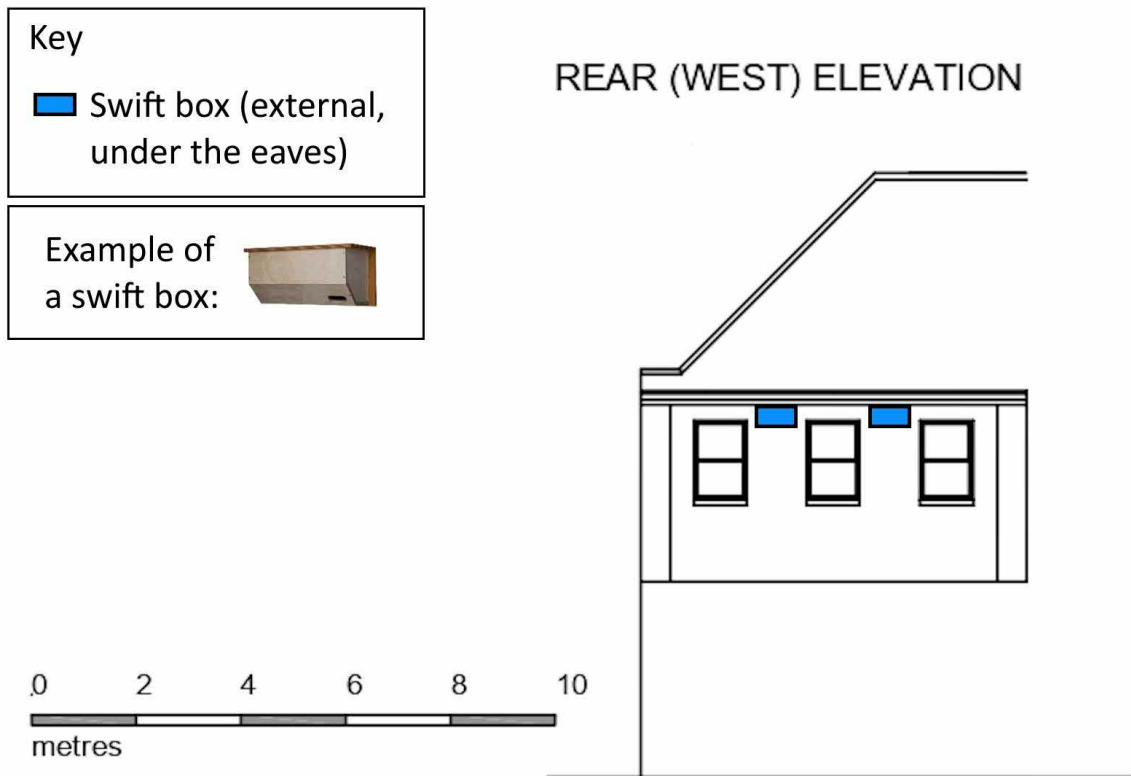 Key
Swift box (external,
under the eaves)
Example of
a swift box:
REAR (WEST) ELEVATION
0 2 4 6 8 10
metres